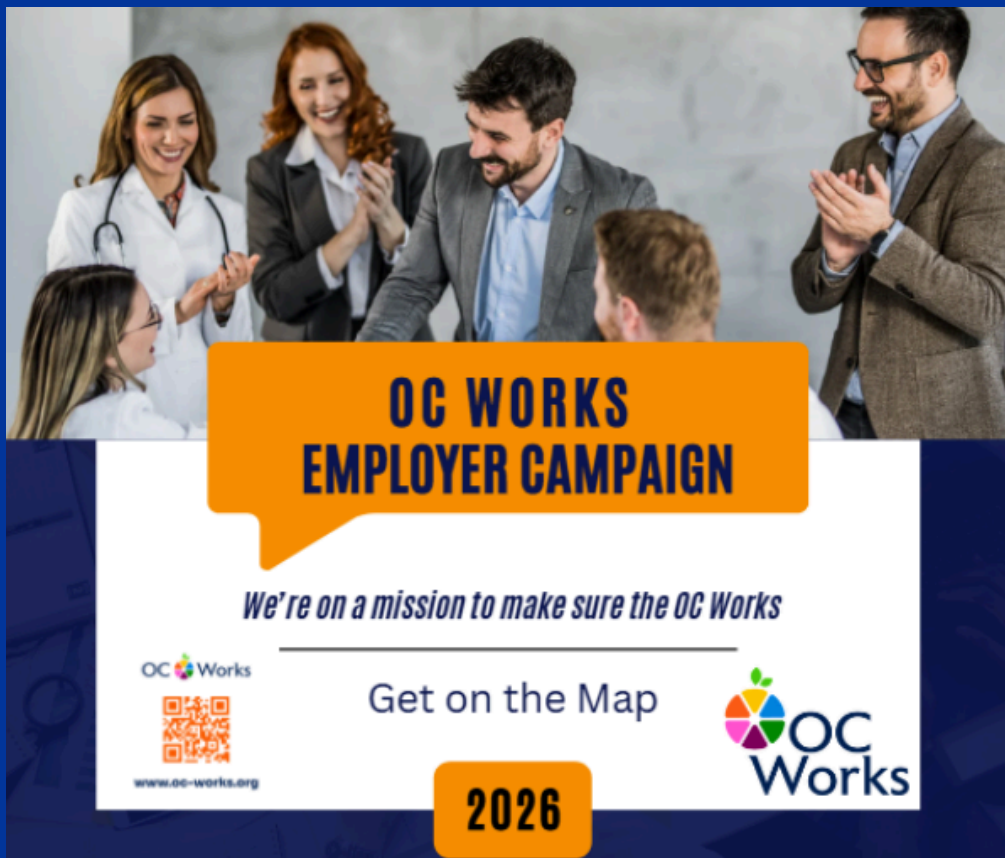 OC WORKS
EMPLOYER CAMPAIGN
We're on a mission to make sure the OC Works
OC Works
www.oc-works.org
Get on the Map
OC
Works
2026